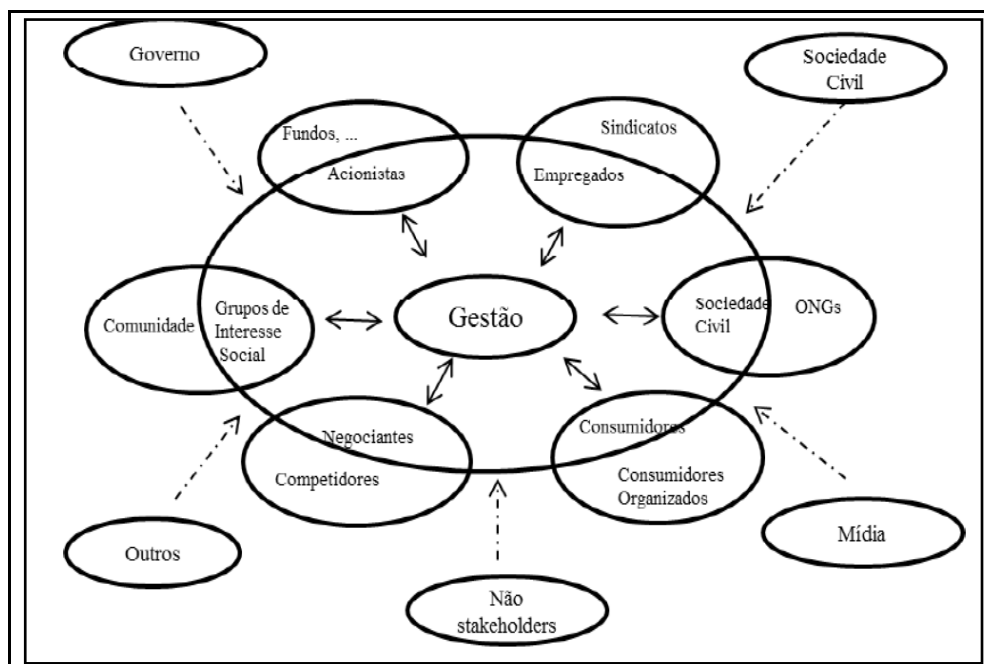 Governo
Sociedade
Civil
Fundos, ...
Acionistas
Sindicatos
Empregados
Comunidade
Grupos de
Interesse
Social
Gestão
Sociedade
Civil
ONGs
Negociantes
Competidores
Consumidores
Consumidores
Organizados
Outros
Não
stakeholders
Mídia